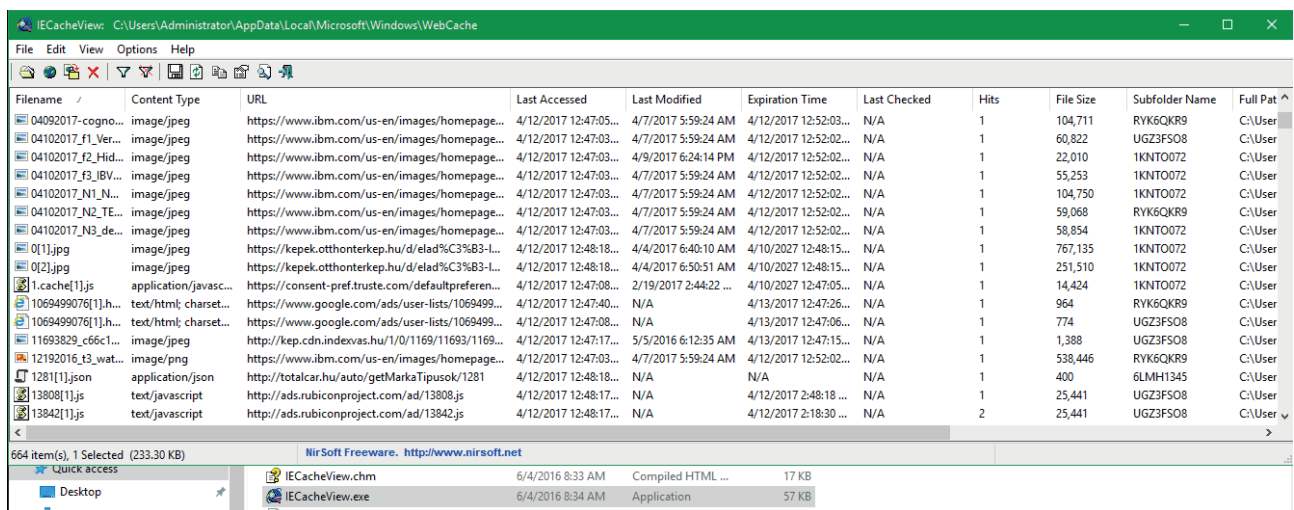 IECacheView: C:\Users\Administrator\AppData\Local\Microsoft\Windows\WebCache
File Edit View Options Help
Filename / Content Type URL Last Accessed Last Modified Expiration Time Last Checked Hits File Size Subfolder Name Full Pat
04092017-cogno... image/jpeg https://www.ibm.com/us-en/images/homepage... 4/12/2017 12:47:05... 4/7/2017 5:59:24 AM 4/12/2017 12:52:03... N/A 1 104,711 RYK6QKR9 C:\User
04102017_f1_Ver... image/jpeg https://www.ibm.com/us-en/images/homepage... 4/12/2017 12:47:03... 4/7/2017 5:59:24 AM 4/12/2017 12:52:02... N/A 1 60,822 UGZ3FSO8 C:\User
04102017_f2_Hid... image/jpeg https://www.ibm.com/us-en/images/homepage... 4/12/2017 12:47:03... 4/9/2017 6:24:14 PM 4/12/2017 12:52:02... N/A 1 22,010 1KNTO072 C:\User
04102017_f3_IBV... image/jpeg https://www.ibm.com/us-en/images/homepage... 4/12/2017 12:47:03... 4/7/2017 5:59:24 AM 4/12/2017 12:52:02... N/A 1 55,253 1KNTO072 C:\User
04102017_N1_N... image/jpeg https://www.ibm.com/us-en/images/homepage... 4/12/2017 12:47:03... 4/7/2017 5:59:24 AM 4/12/2017 12:52:02... N/A 1 104,750 1KNTO072 C:\User
04102017_N2_TE... image/jpeg https://www.ibm.com/us-en/images/homepage... 4/12/2017 12:47:03... 4/7/2017 5:59:24 AM 4/12/2017 12:52:02... N/A 1 59,068 RYK6QKR9 C:\User
04102017_N3_de... image/jpeg https://www.ibm.com/us-en/images/homepage... 4/12/2017 12:47:03... 4/7/2017 5:59:24 AM 4/12/2017 12:52:02... N/A 1 58,854 1KNTO072 C:\User
0[1].jpg image/jpeg https://kepek.otthonterkep.hu/d/elad%C3%B3-l... 4/12/2017 12:48:18... 4/4/2017 6:40:10 AM 4/10/2027 12:48:15... N/A 1 767,135 1KNTO072 C:\User
0[2].jpg image/jpeg https://kepek.otthonterkep.hu/d/elad%C3%B3-l... 4/12/2017 12:48:18... 4/4/2017 6:50:51 AM 4/10/2027 12:48:15... N/A 1 251,510 1KNTO072 C:\User
1.cache[1].js application/javasc... https://consent-pref.truste.com/defaultpreferen... 4/12/2017 12:47:08... 2/19/2017 2:44:22 ... 4/10/2027 12:47:05... N/A 1 14,424 1KNTO072 C:\User
1069499076[1].h... text/html; charset... https://www.google.com/ads/user-lists/1069499... 4/12/2017 12:47:40... N/A 4/13/2017 12:47:26... N/A 1 964 RYK6QKR9 C:\User
1069499076[1].h... text/html; charset... https://www.google.com/ads/user-lists/1069499... 4/12/2017 12:47:08... N/A 4/13/2017 12:47:06... N/A 1 774 UGZ3FSO8 C:\User
11693829_c66c1... image/jpeg http://kep.cdn.indexvas.hu/1/0/1169/11693/1169... 4/12/2017 12:47:17... 5/5/2016 6:12:35 AM 4/13/2017 12:47:15... N/A 1 1,388 UGZ3FSO8 C:\User
12192016_t3_wat... image/png https://www.ibm.com/us-en/images/homepage... 4/12/2017 12:47:03... 4/7/2017 5:59:24 AM 4/12/2017 12:52:02... N/A 1 538,446 RYK6QKR9 C:\User
1281[1].json application/json http://totalcar.hu/auto/getMarkaTipusok/1281 4/12/2017 12:48:18... N/A N/A N/A 1 400 6LMH1345 C:\User
13808[1].js text/javascript http://ads.rubiconproject.com/ad/13808.js 4/12/2017 12:48:17... N/A 4/12/2017 2:48:18 ... N/A 1 25,441 UGZ3FSO8 C:\User
13842[1].js text/javascript http://ads.rubiconproject.com/ad/13842.js 4/12/2017 12:48:17... N/A 4/12/2017 2:18:30 ... N/A 2 25,441 UGZ3FSO8 C:\User
664 item(s), 1 Selected (233.30 KB) NirSoft Freeware. http://www.nirsoft.net
Quick access IECacheView.chm 6/4/2016 8:33 AM Compiled HTML ... 17 KB
Desktop IECacheView.exe 6/4/2016 8:34 AM Application 57 KB